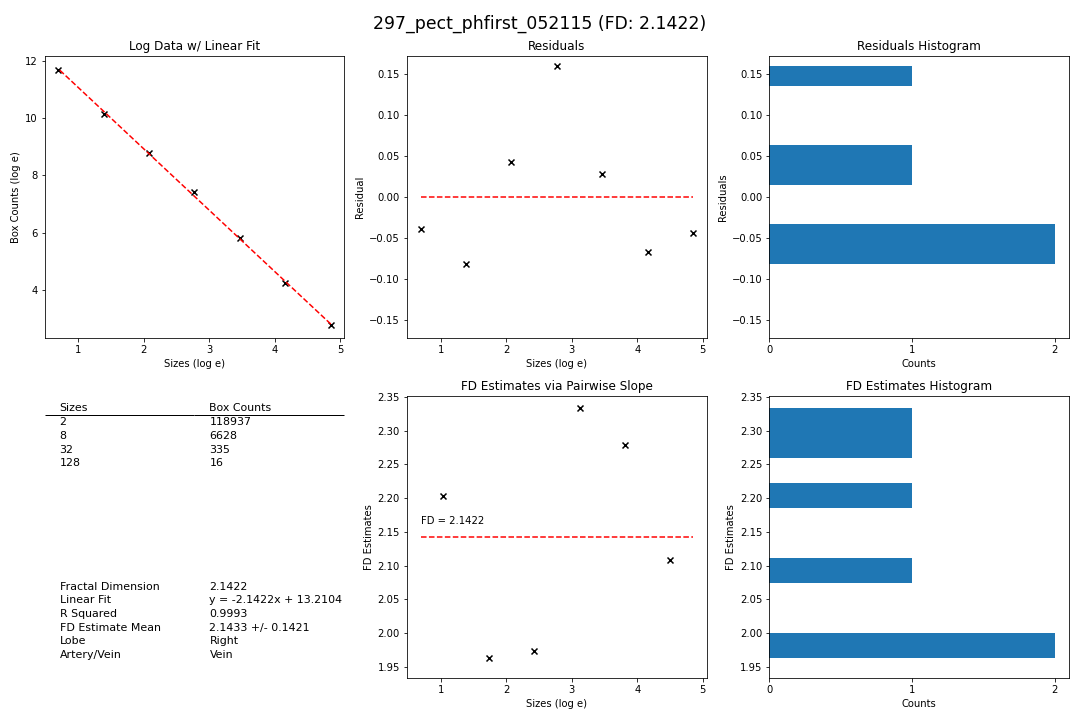 297_pect_phfirst_052115 (FD: 2.1422)
Log Data w/ Linear Fit
12
10
8
6
4
Box Counts (log e)
1 2 3 4 5
Sizes (log e)
Residuals
0.15
0.10
0.05
0.00
−0.05
−0.10
−0.15
Residual
1 2 3 4 5
Sizes (log e)
Residuals Histogram
0.15
0.10
0.05
0.00
−0.05
−0.10
−0.15
Residuals
0 1 2
Counts
Sizes Box Counts
2 118937
8 6628
32 335
128 16
Fractal Dimension 2.1422
Linear Fit y = -2.1422x + 13.2104
R Squared 0.9993
FD Estimate Mean 2.1433 +/- 0.1421
Lobe Right
Artery/Vein Vein
FD Estimates via Pairwise Slope
2.35
2.30
2.25
2.20
2.15
2.10
2.05
2.00
1.95
FD Estimates
FD = 2.1422
1 2 3 4 5
Sizes (log e)
FD Estimates Histogram
2.35
2.30
2.25
2.20
2.15
2.10
2.05
2.00
1.95
FD Estimates
0 1 2
Counts